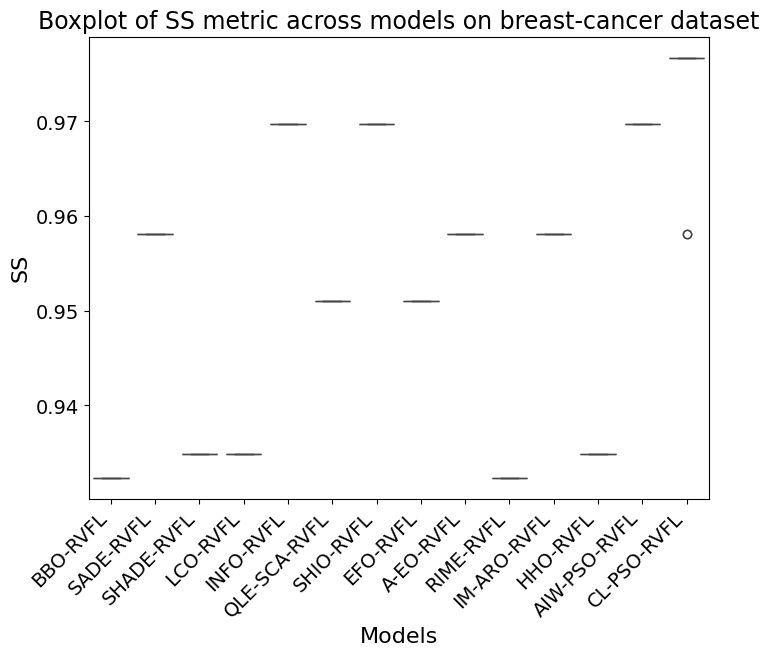 Boxplot of SS metric across models on breast-cancer dataset
SS
0.97
0.96
0.95
0.94
BBO-RVFL
SADE-RVFL
SHADE-RVFL
LCO-RVFL
INFO-RVFL
QLE-SCA-RVFL
SHIO-RVFL
EFO-RVFL
A-EO-RVFL
RIME-RVFL
IM-ARO-RVFL
HHO-RVFL
AIW-PSO-RVFL
CL-PSO-RVFL
Models